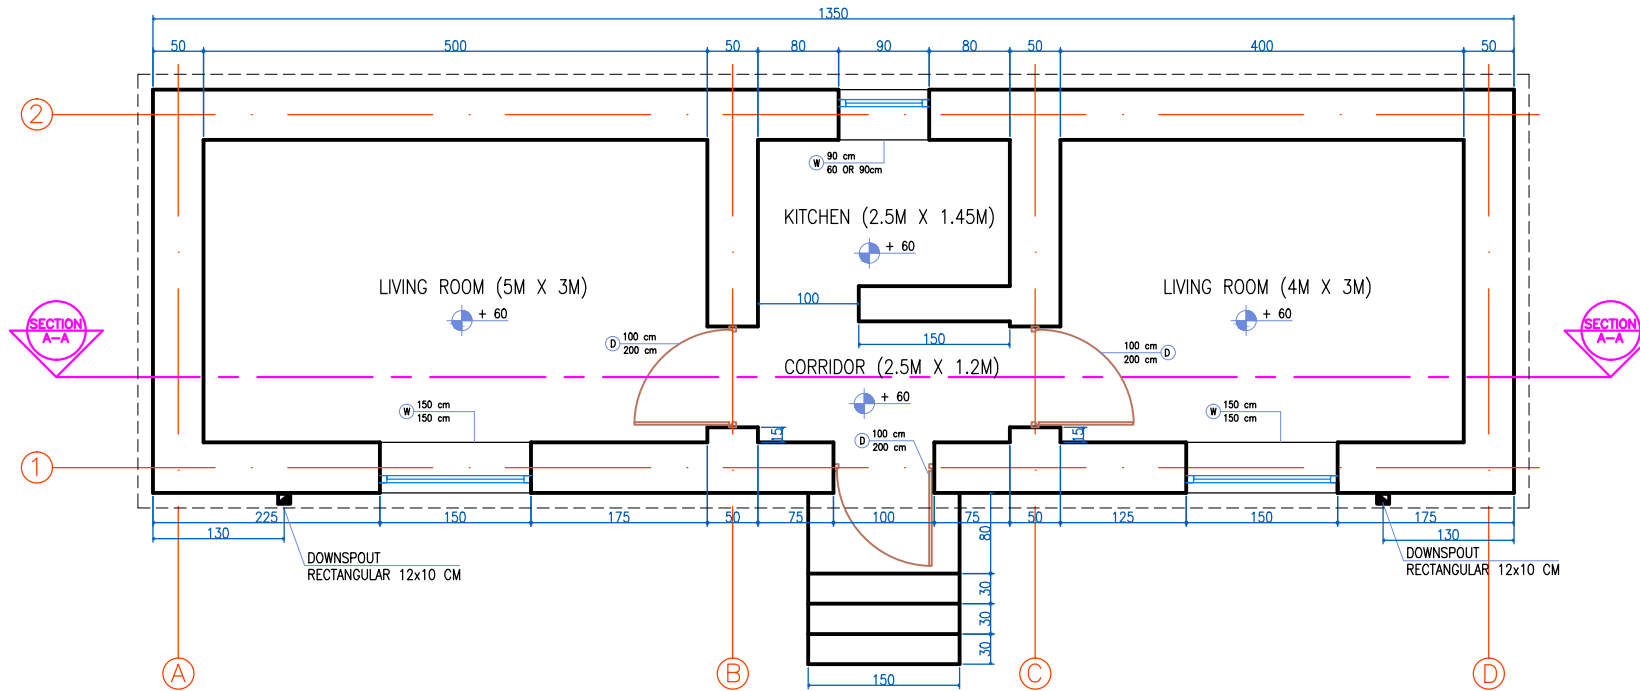 1350
50 500 50 80 90 80 50 400 50
2
W 90 cm
60 OR 90cm
KITCHEN (2.5M X 1.45M)
+ 60
LIVING ROOM (5M X 3M)
+ 60
LIVING ROOM (4M X 3M)
+ 60
100
150
SECTION
A-A
SECTION
A-A
D 100 cm
200 cm
100 cm D
200 cm
CORRIDOR (2.5M X 1.2M)
+ 60
W 150 cm
150 cm
W 150 cm
150 cm
D 100 cm
200 cm
15
15
1
225 150 175 50 75 100 75 50 125 150 175
130
130
80
30
30
30
DOWNSPOUT
RECTANGULAR 12x10 CM
DOWNSPOUT
RECTANGULAR 12x10 CM
150
A B C D